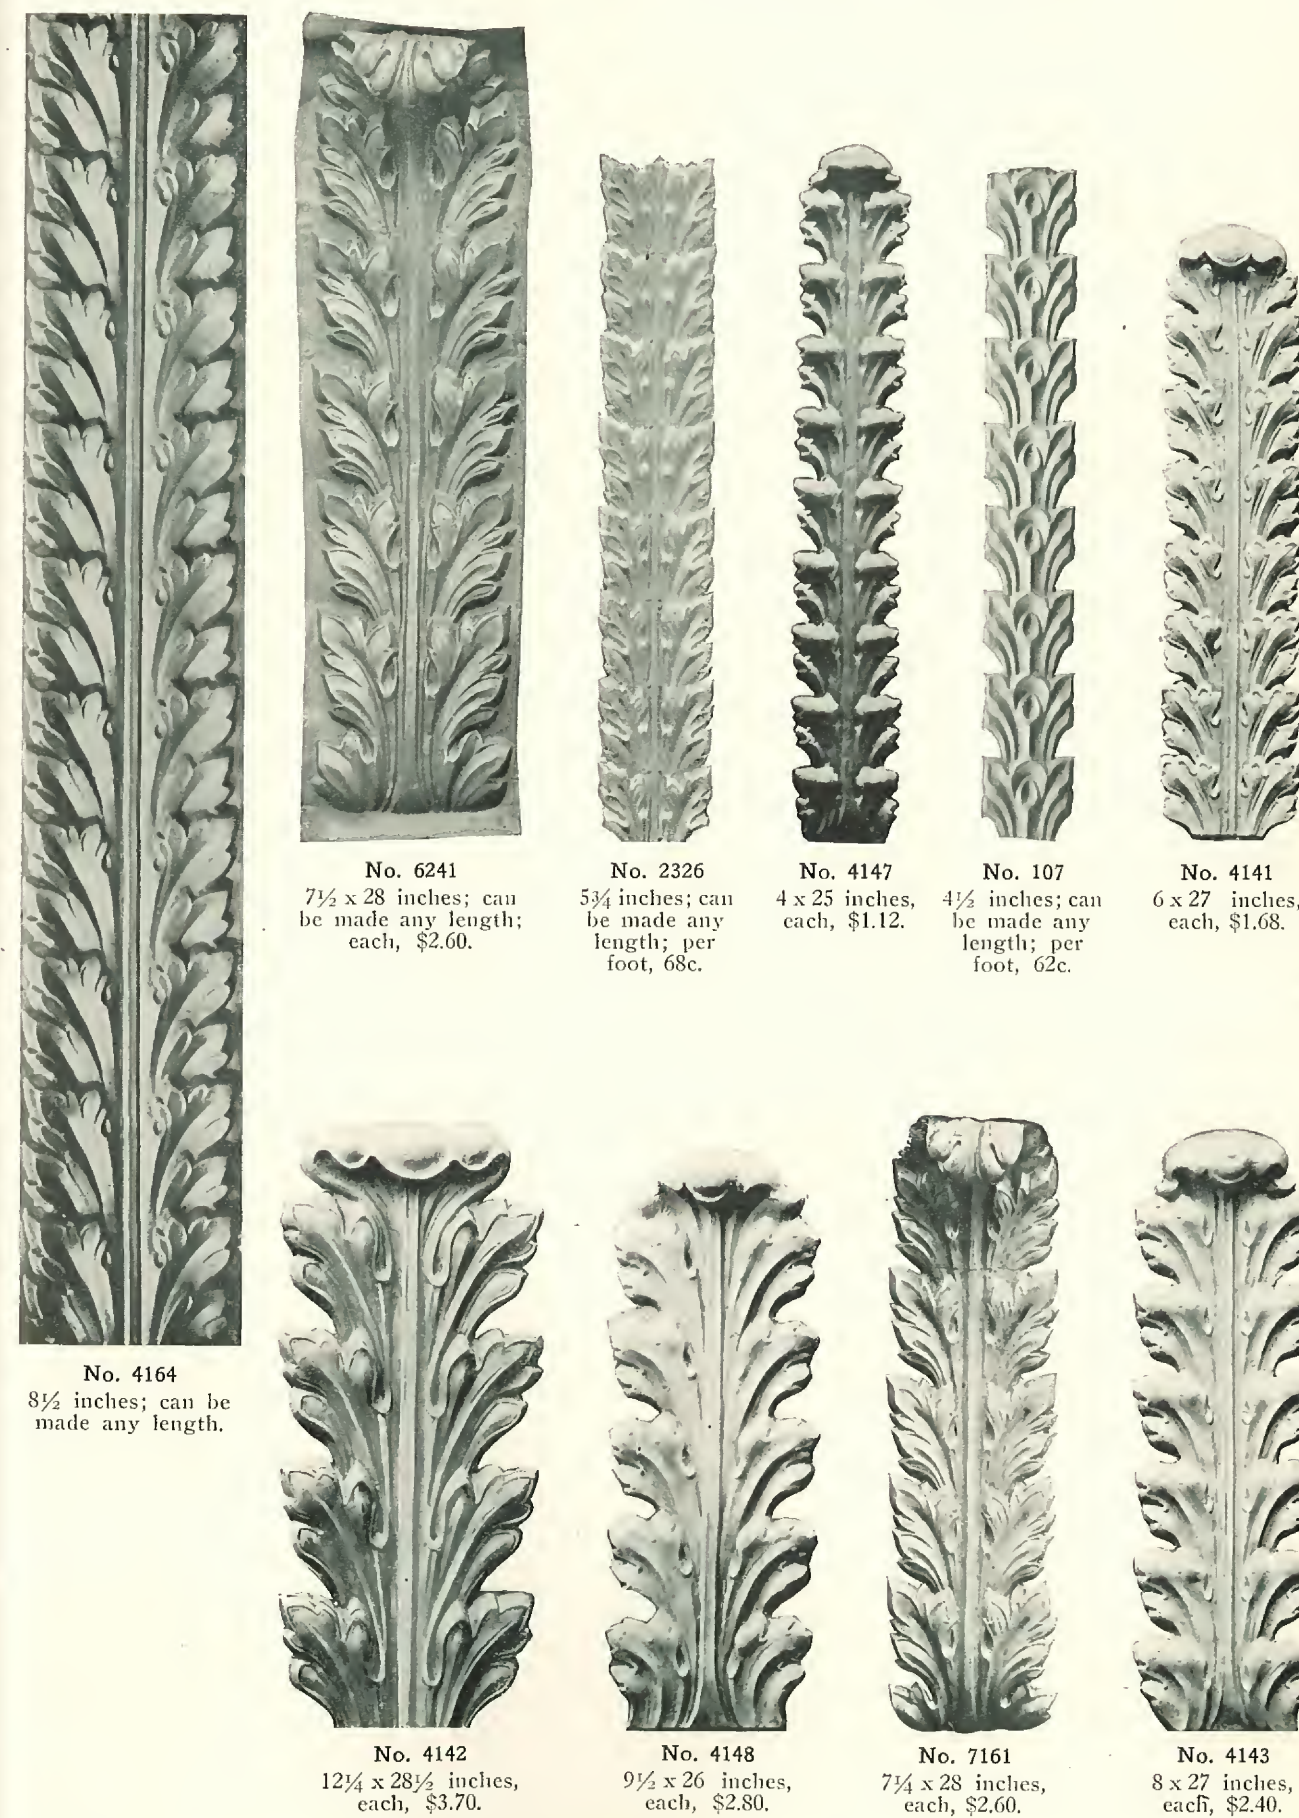 No. 6241
7½ x 28 inches; can
be made any length;
each, $2.60.
No. 2326
5¾ inches; can
be made any
length; per
foot, 68c.
No. 4147
4 x 25 inches,
each, $1.12.
No. 107
4½ inches; can
be made any
length; per
foot, 62c.
No. 4141
6 x 27 inches,
each, $1.68.
No. 4164
8½ inches; can be
made any length.
No. 4142
12¼ x 28½ inches,
each, $3.70.
No. 4148
9½ x 26 inches,
each, $2.80.
No. 7161
7¼ x 28 inches,
each, $2.60.
No. 4143
8 x 27 inches,
each, $2.40.